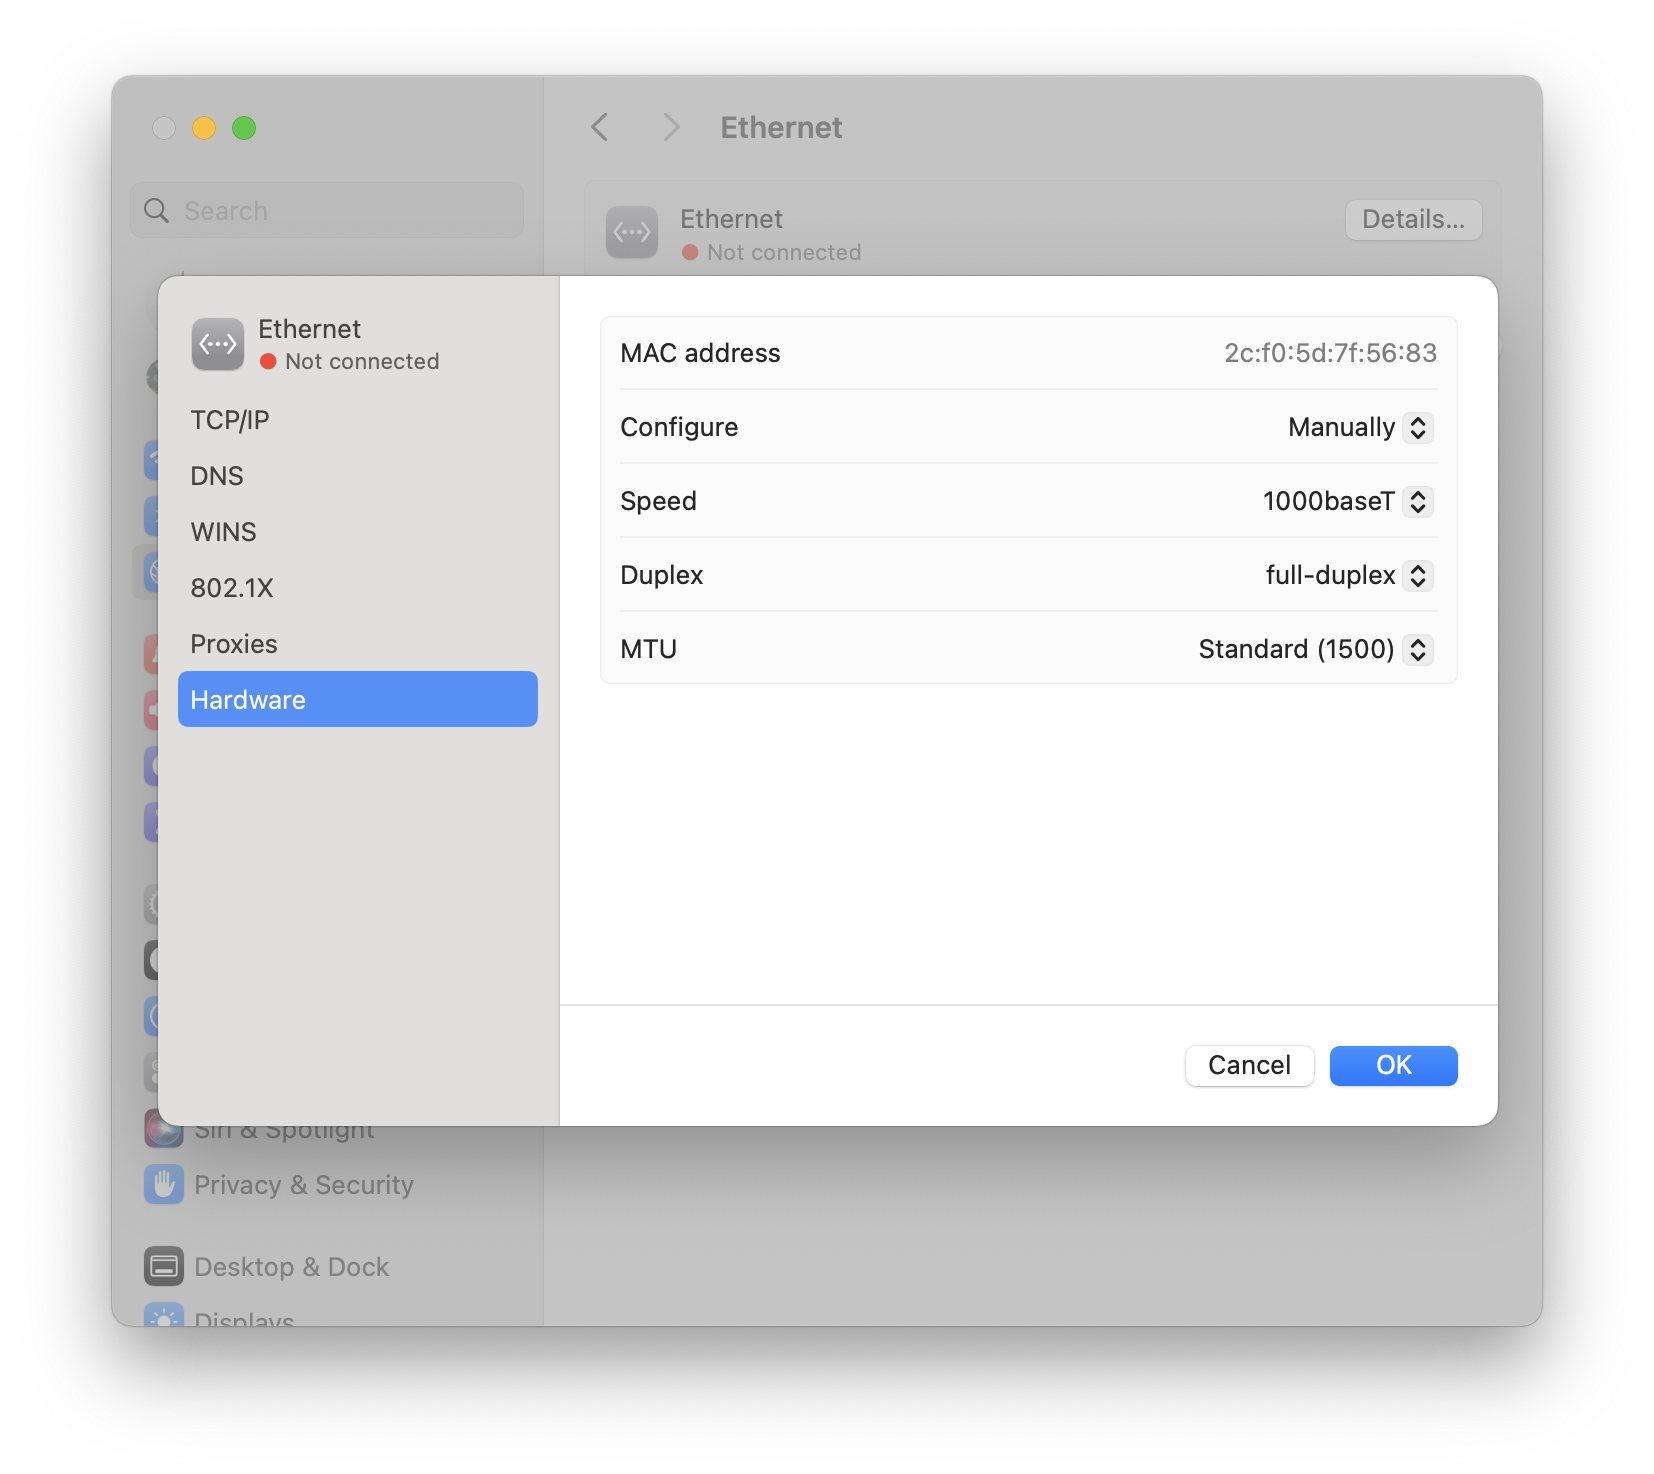 Ethernet
Search
Ethernet
Details...
Not connected
Ethernet
Not connected
TCP/IP
DNS
WINS
802.1X
Proxies
Hardware
MAC address 2c:f0:5d:7f:56:83
Configure Manually
Speed 1000baseT
Duplex full-duplex
MTU Standard (1500)
Cancel OK
Siri & Spotlight
Privacy & Security
Desktop & Dock
Displays